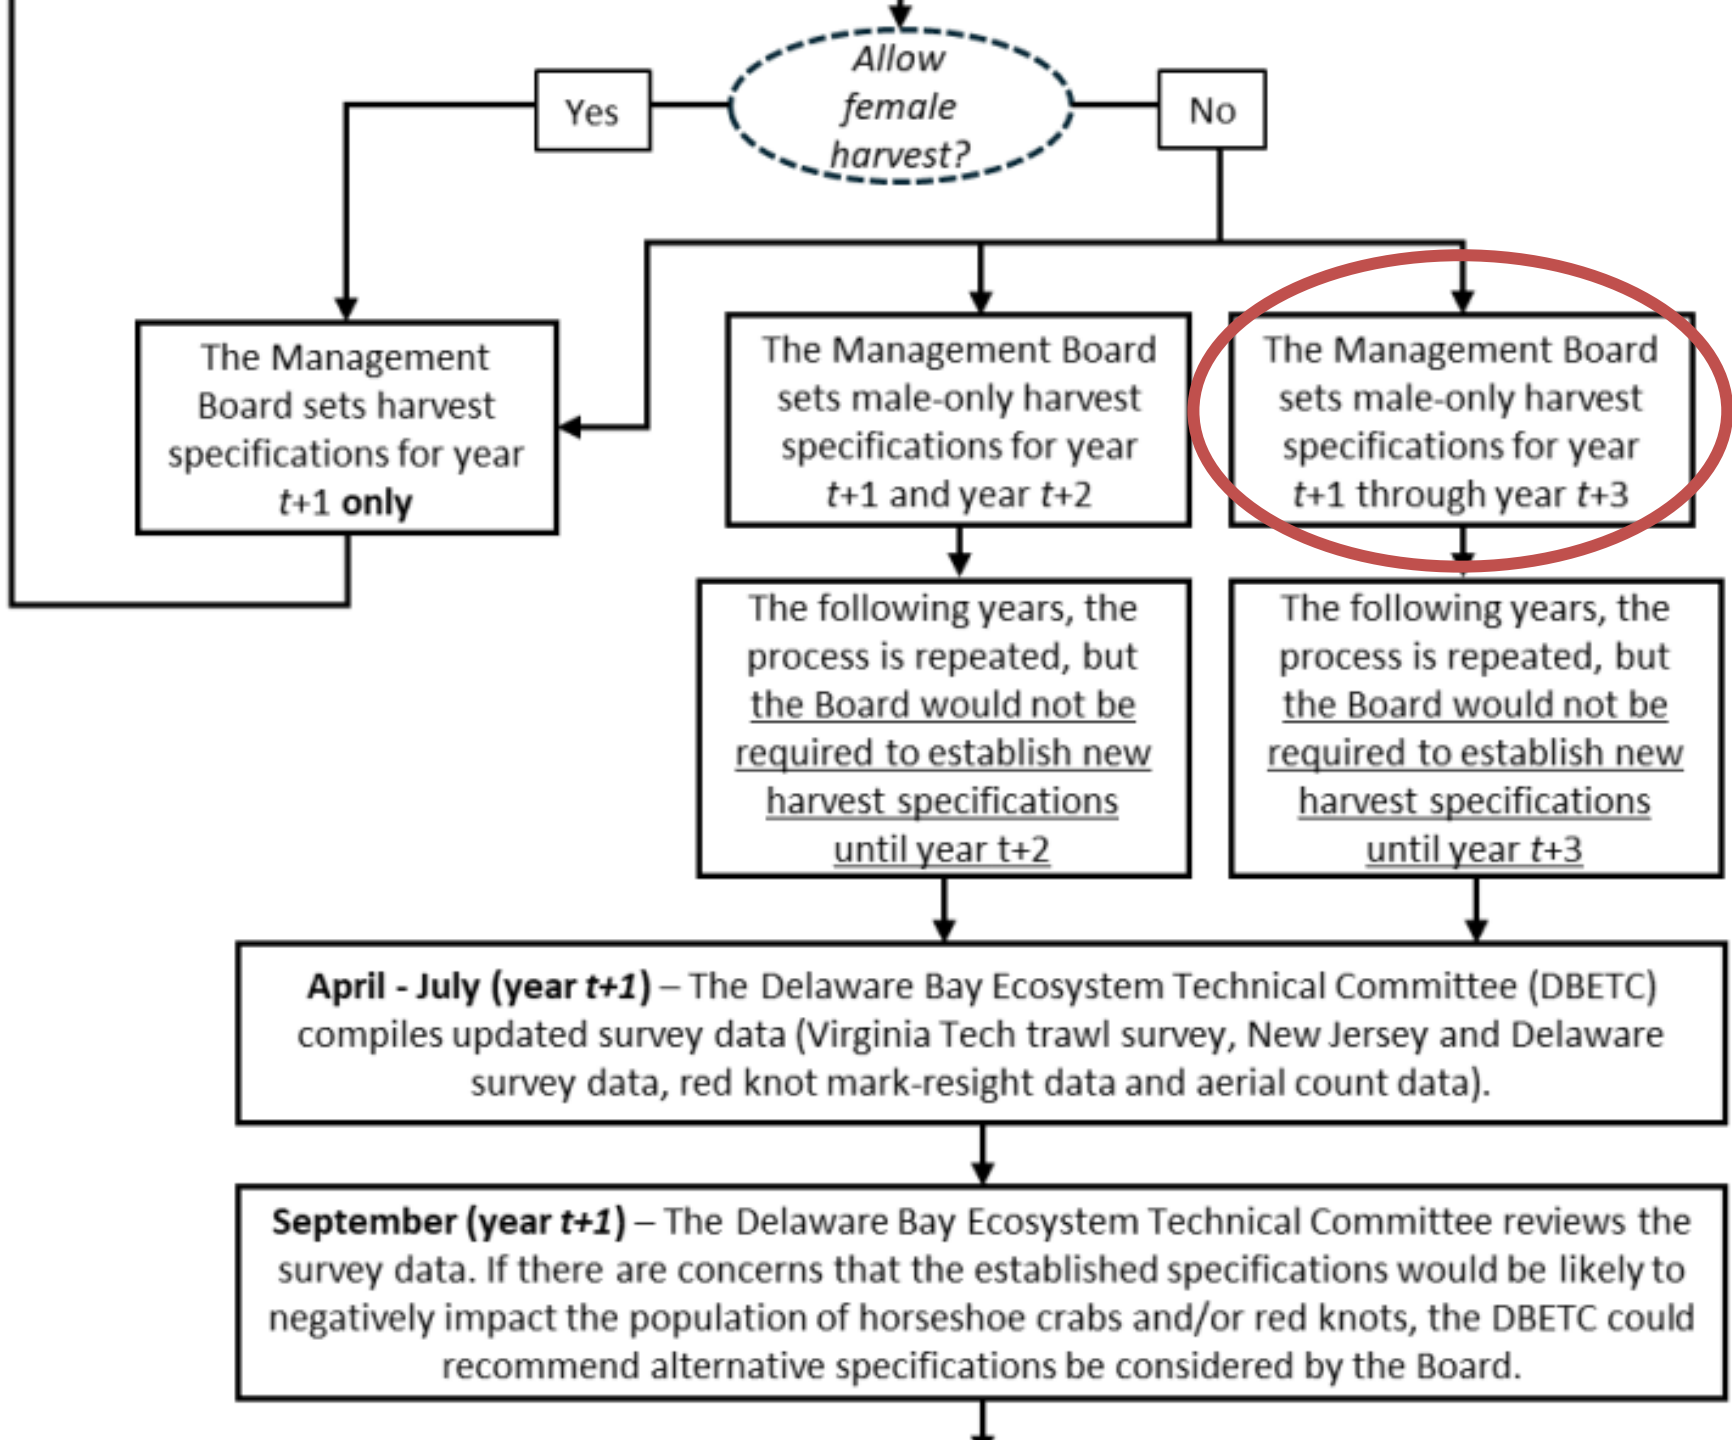 Allow
female
harvest?
Yes
No
The Management
Board sets harvest
specifications for year
t+1 only
The Management Board
sets male-only harvest
specifications for year
t+1 and year t+2
The Management Board
sets male-only harvest
specifications for year
t+1 through year t+3
The following years, the
process is repeated, but
the Board would not be
required to establish new
harvest specifications
until year t+2
The following years, the
process is repeated, but
the Board would not be
required to establish new
harvest specifications
until year t+3
April - July (year t+1) – The Delaware Bay Ecosystem Technical Committee (DBETC)
compiles updated survey data (Virginia Tech trawl survey, New Jersey and Delaware
survey data, red knot mark-resight data and aerial count data).
September (year t+1) – The Delaware Bay Ecosystem Technical Committee reviews the
survey data. If there are concerns that the established specifications would be likely to
negatively impact the population of horseshoe crabs and/or red knots, the DBETC could
recommend alternative specifications be considered by the Board.